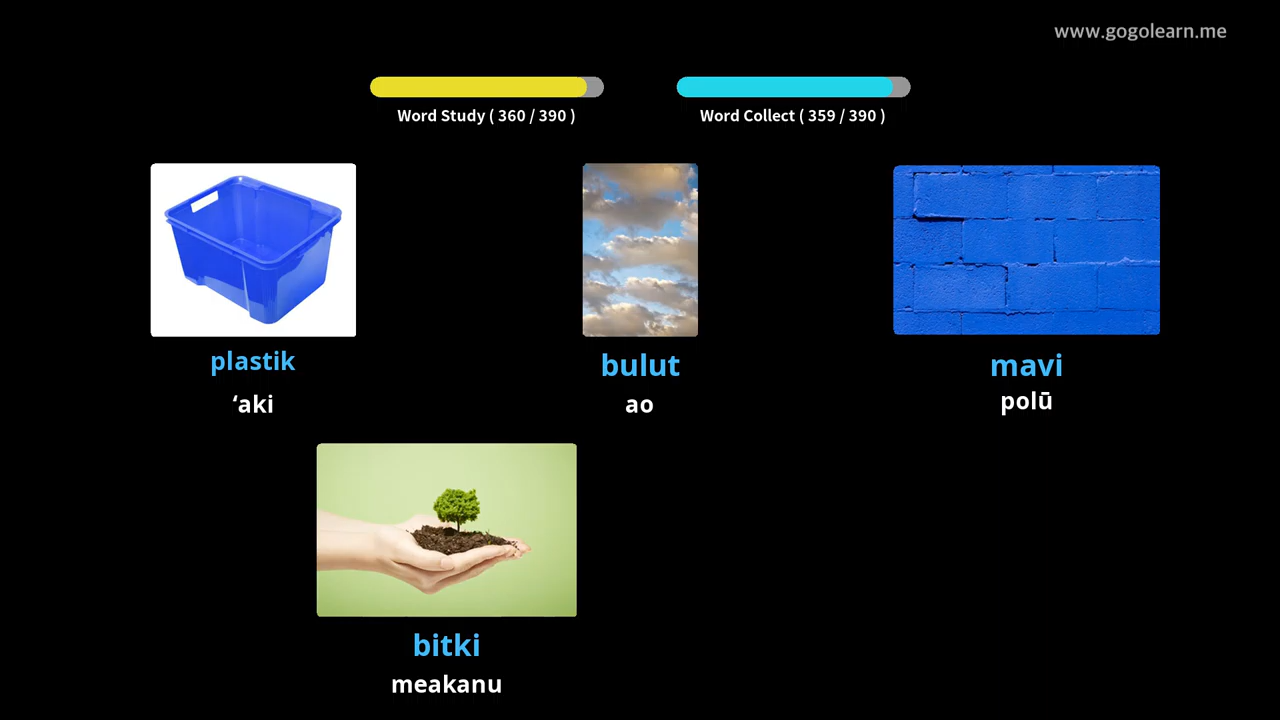 www.gogolearn.me
Word Study ( 360 / 390 )
Word Collect ( 359 / 390 )
plastik
ʻaki
bulut
ao
mavi
polū
bitki
meakanu